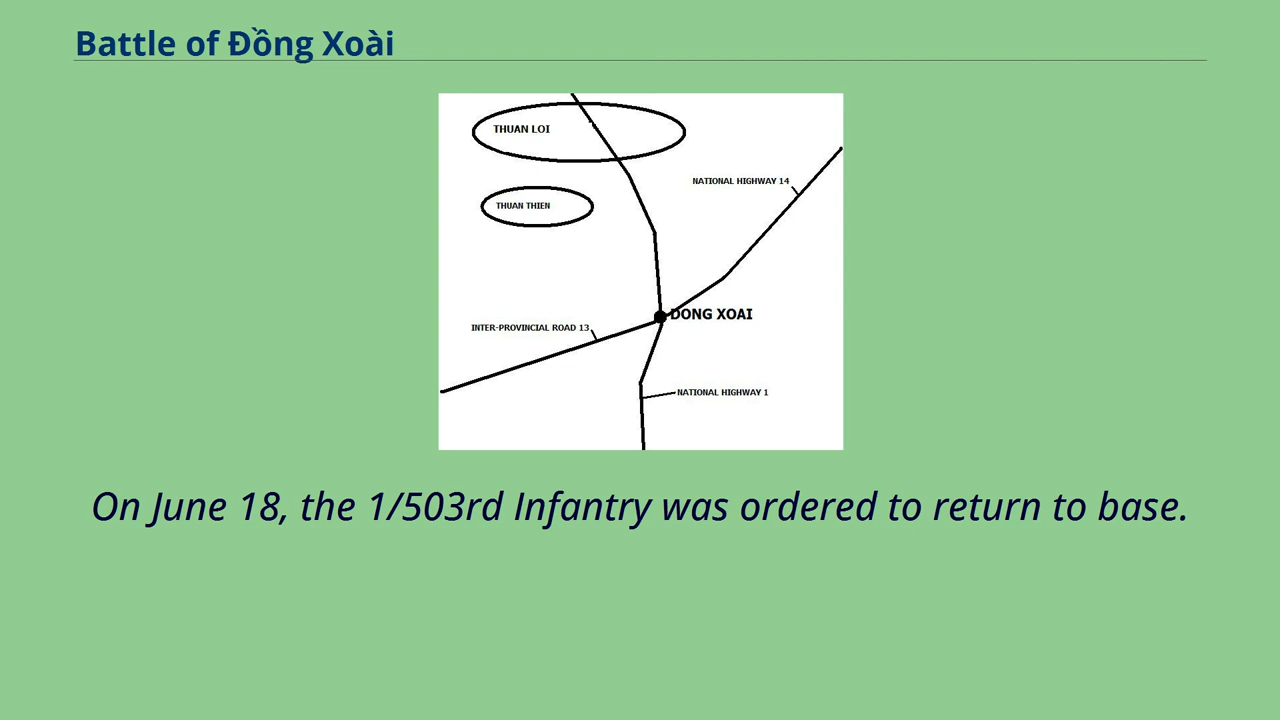 Battle of Đồng Xoài
THUAN LOI
NATIONAL HIGHWAY 14
THUAN THIEN
DONG XOAI
INTER-PROVINCIAL ROAD 13
NATIONAL HIGHWAY 1
On June 18, the 1/503rd Infantry was ordered to return to base.